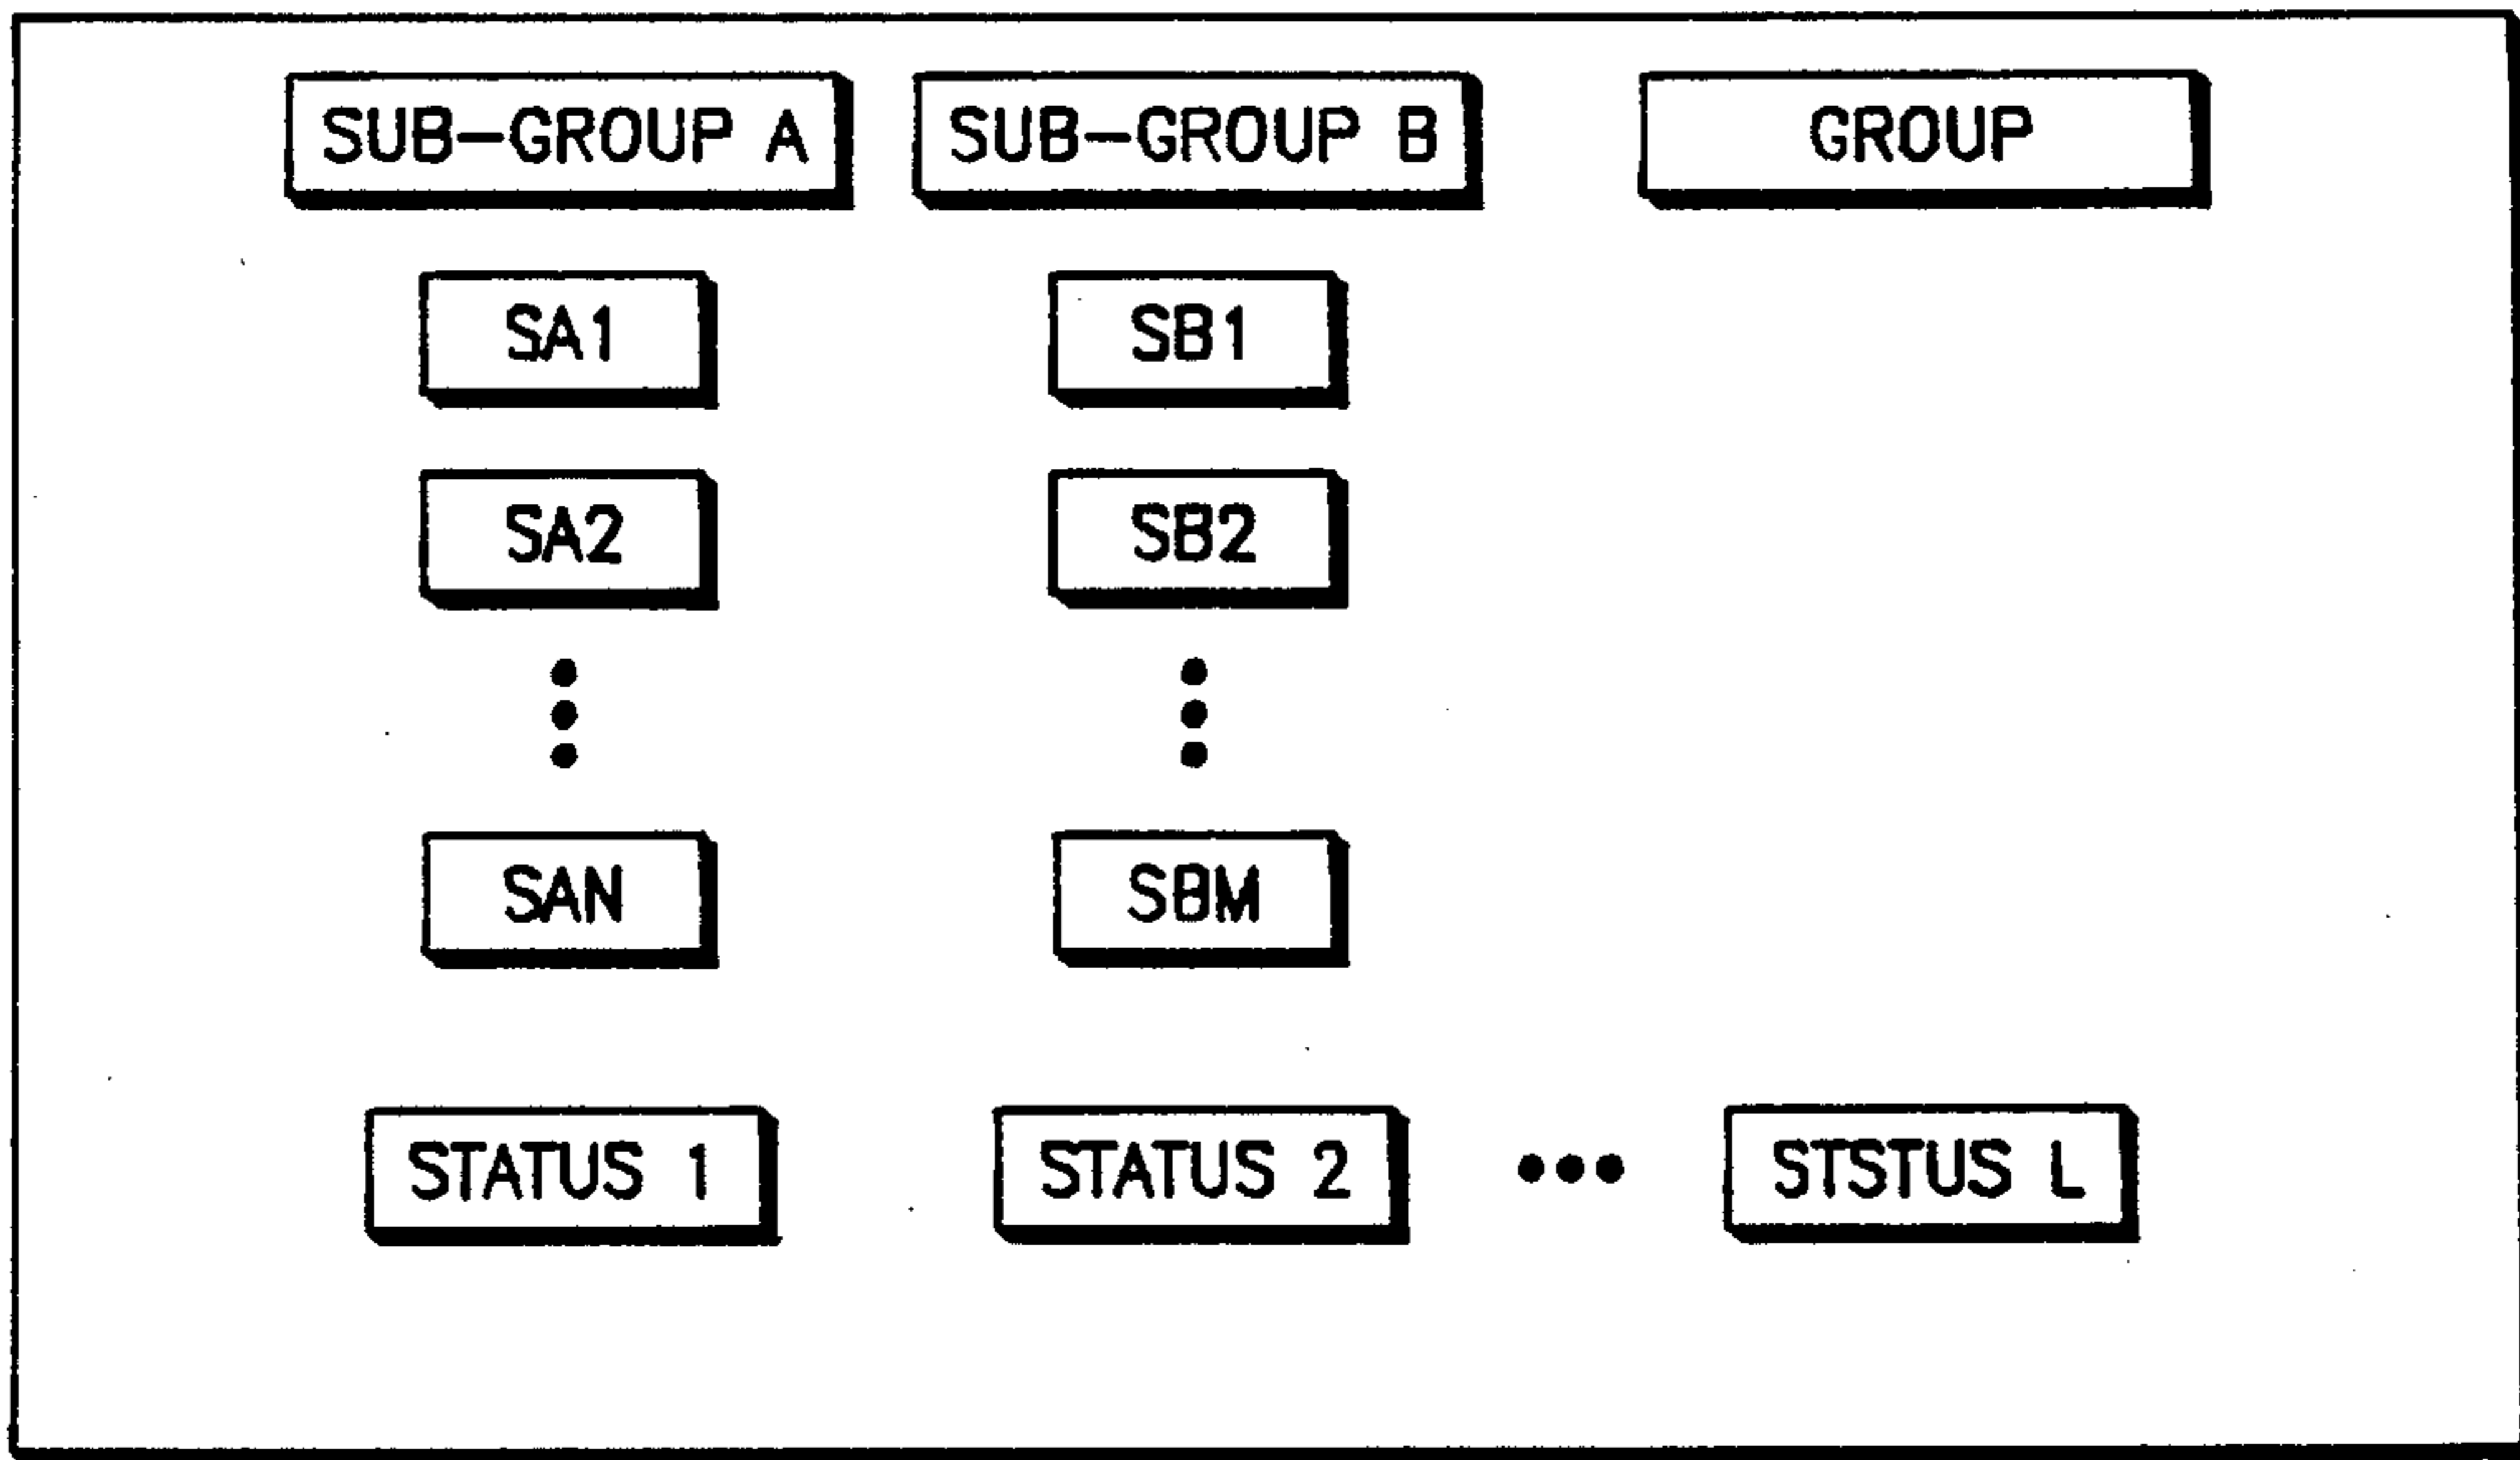 SUB-GROUP A SUB-GROUP B GROUP
SA1 SB1
SA2 SB2
SAN SBM
STATUS 1 STATUS 2 ••• STSTUS L